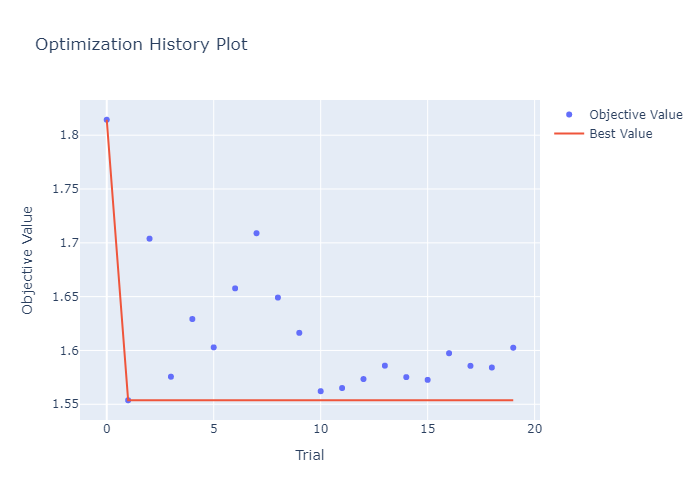 Optimization History Plot
Objective Value
Best Value
1.8
1.75
1.7
1.65
1.6
1.55
Objective Value
0
5
10
15
20
Trial